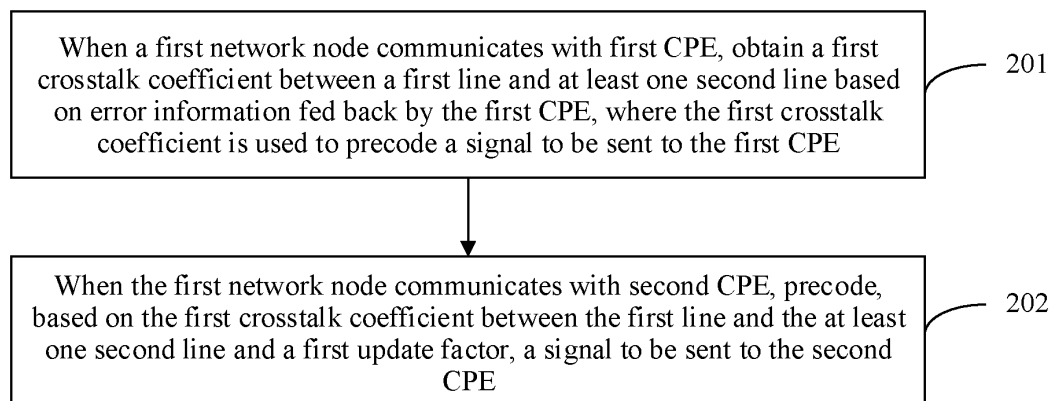 When a first network node communicates with first CPE, obtain a first
crosstalk coefficient between a first line and at least one second line based
on error information fed back by the first CPE, where the first crosstalk
coefficient is used to precode a signal to be sent to the first CPE
201
When the first network node communicates with second CPE, precode,
based on the first crosstalk coefficient between the first line and the at least
one second line and a first update factor, a signal to be sent to the second
CPE
202